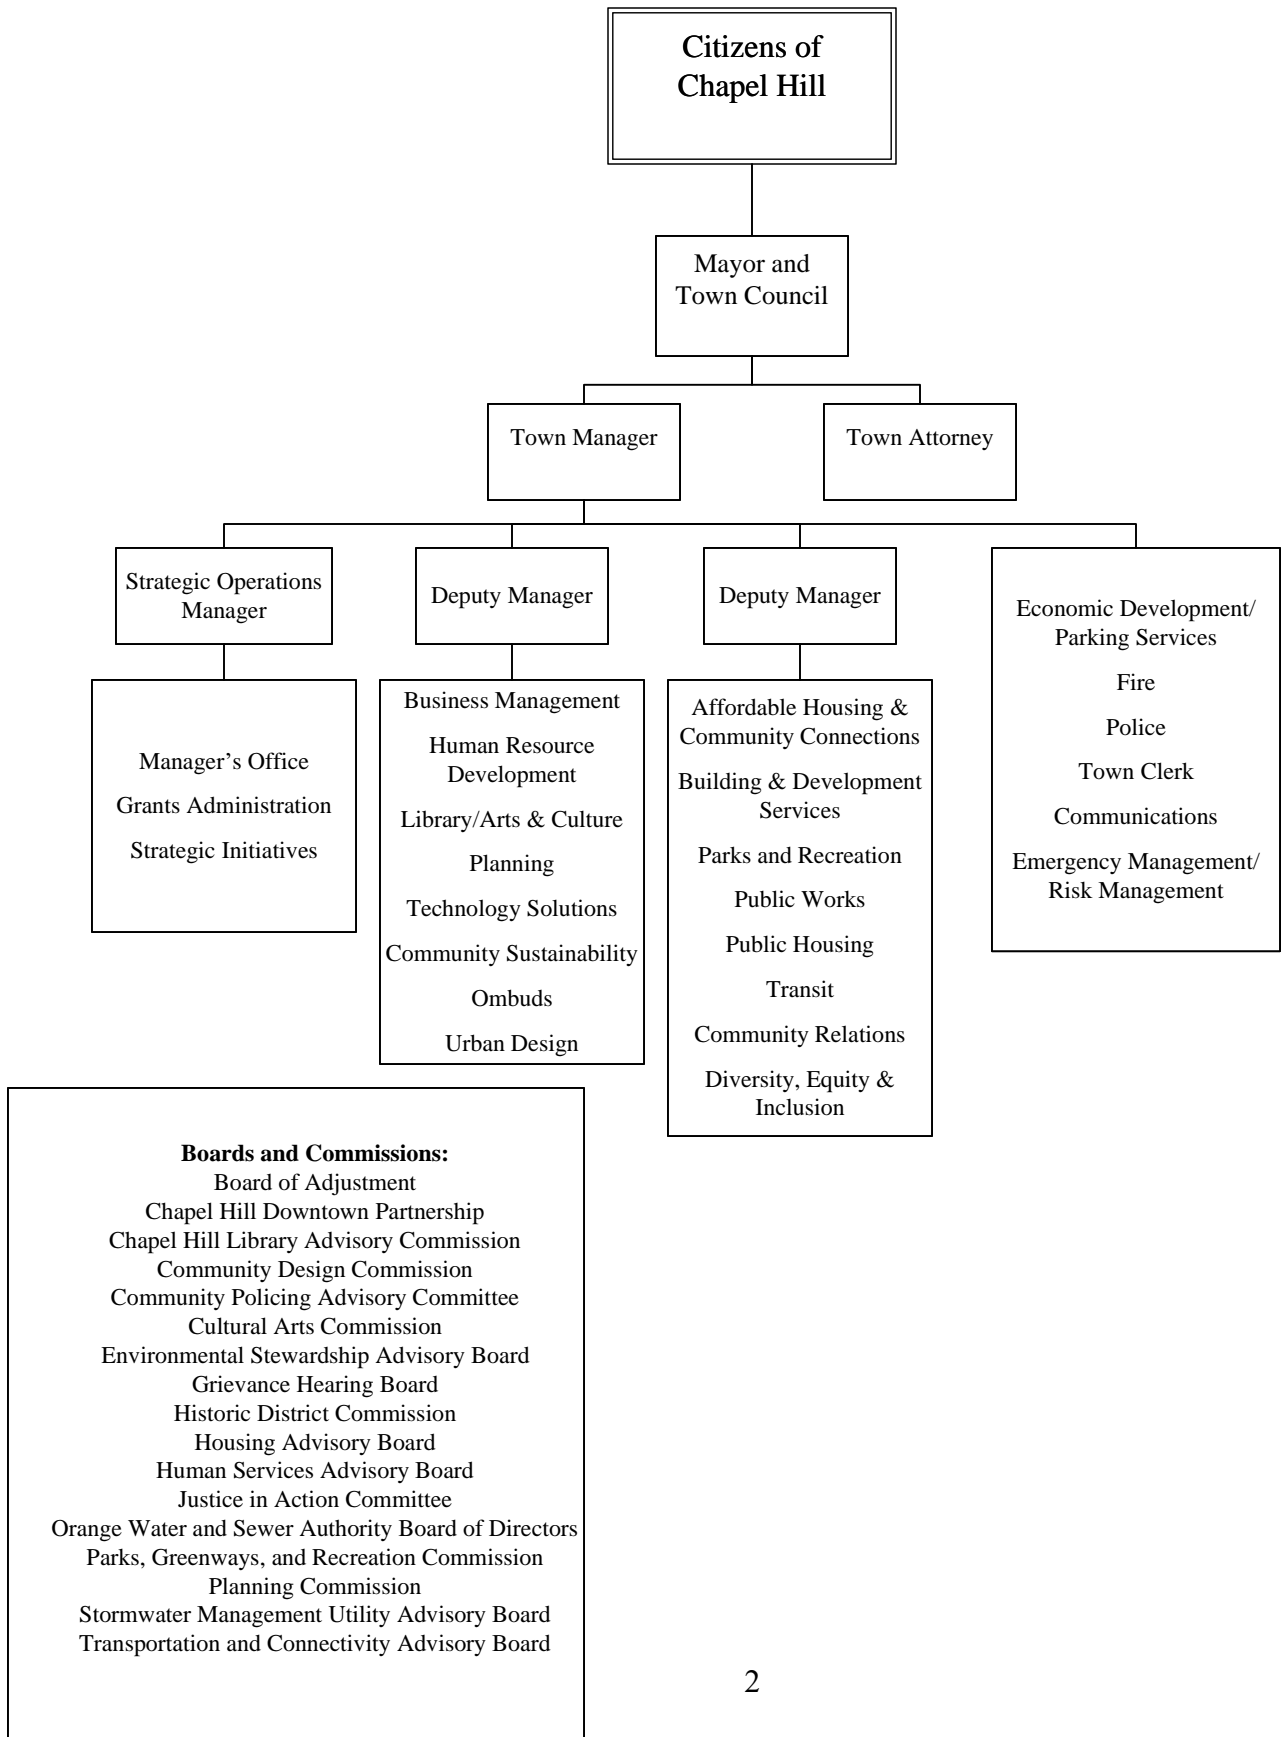 Citizens of
Chapel Hill
Mayor and
Town Council
Town Manager
Town Attorney
Strategic Operations
Manager
Deputy Manager
Deputy Manager
Economic Development/
Parking Services
Fire
Police
Town Clerk
Communications
Emergency Management/
Risk Management
Manager’s Office
Grants Administration
Strategic Initiatives
Business Management
Human Resource
Development
Library/Arts & Culture
Planning
Technology Solutions
Community Sustainability
Ombuds
Urban Design
Affordable Housing &
Community Connections
Building & Development
Services
Parks and Recreation
Public Works
Public Housing
Transit
Community Relations
Diversity, Equity &
Inclusion
Boards and Commissions:
Board of Adjustment
Chapel Hill Downtown Partnership
Chapel Hill Library Advisory Commission
Community Design Commission
Community Policing Advisory Committee
Cultural Arts Commission
Environmental Stewardship Advisory Board
Grievance Hearing Board
Historic District Commission
Housing Advisory Board
Human Services Advisory Board
Justice in Action Committee
Orange Water and Sewer Authority Board of Directors
Parks, Greenways, and Recreation Commission
Planning Commission
Stormwater Management Utility Advisory Board
Transportation and Connectivity Advisory Board
2